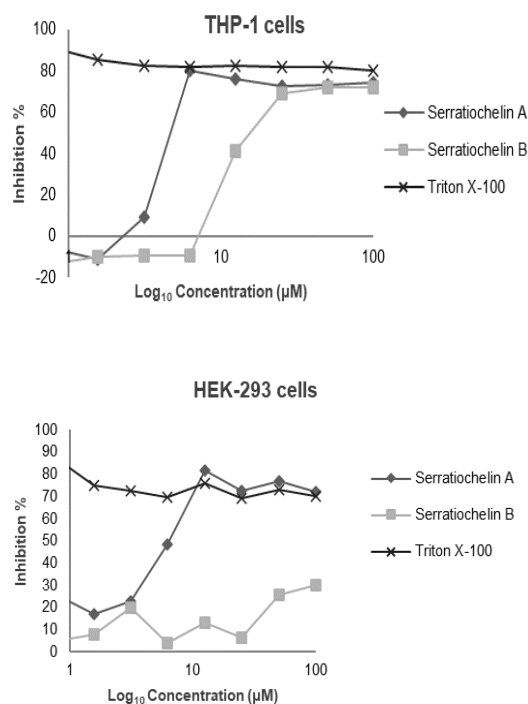 THP-1 cells
100
80
60
40
20
0
-20
Inhibition %
10
100
Log10 Concentration (µM)
Serratiochelin A
Serratiochelin B
Triton X-100
HEK-293 cells
100
90
80
70
60
50
40
30
20
10
0
Inhibition %
1
10
100
Log10 Concentration (µM)
Serratiochelin A
Serratiochelin B
Triton X-100